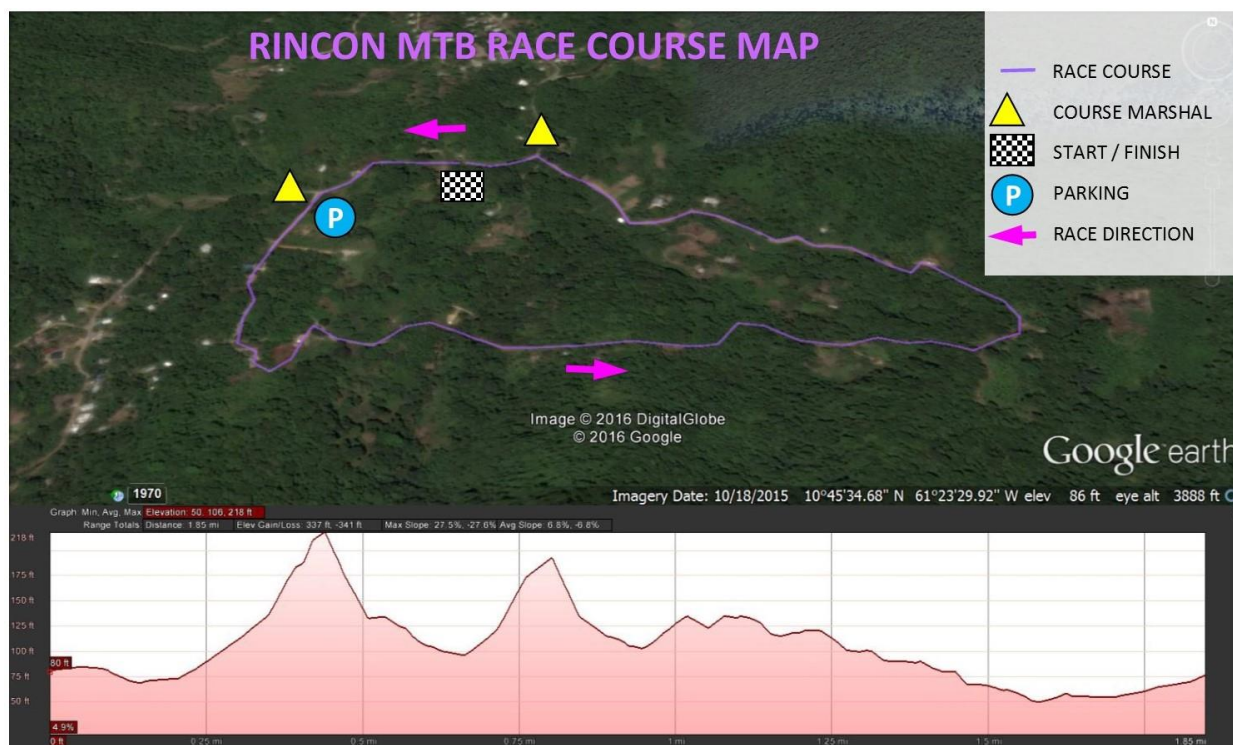 RINCON MTB RACE COURSE MAP
N
RACE COURSE
COURSE MARSHAL
START / FINISH
P
PARKING
RACE DIRECTION
P
Image © 2016 DigitalGlobe
© 2016 Google
Google earth
1970
Imagery Date: 10/18/2015 10°45'34.68" N 61°23'29.92" W elev 86 ft eye alt 3888 ft
Graph: Min, Avg, Max Elevation: 50, 106, 218 ft
Range Totals: Distance: 1.85 mi Elev Gain/Loss: 337 ft, -341 ft Max Slope: 27.5%, -27.6% Avg Slope: 6.8%, -6.8%
218 ft
175 ft
150 ft
125 ft
100 ft
80 ft
75 ft
50 ft
4.9%
0 ft 0.25 mi 0.5 mi 0.75 mi 1 mi 1.25 mi 1.5 mi 1.85 mi